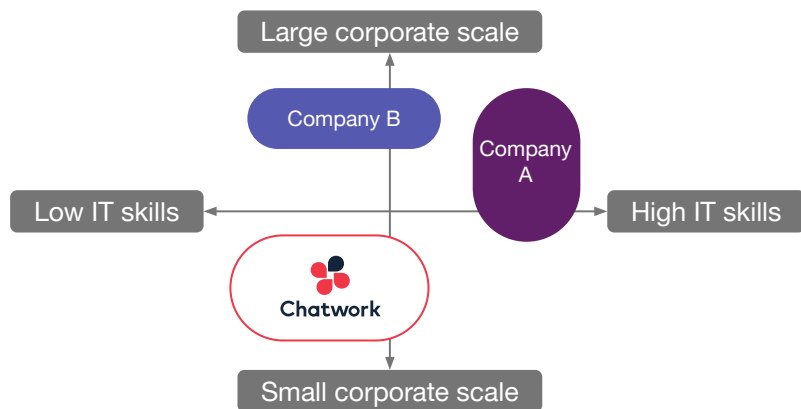 Large corporate scale
Company B
Company
A
Low IT skills
High IT skills
Chatwork
Small corporate scale